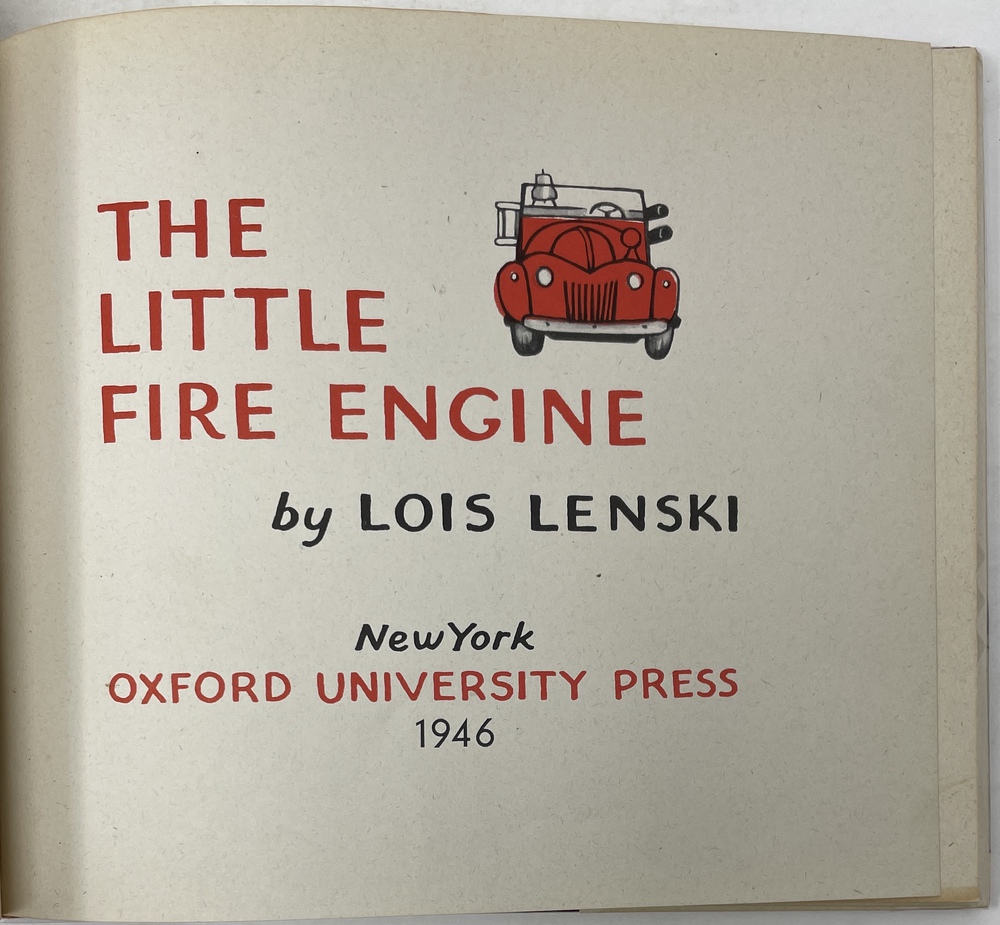 THE
LITTLE
FIRE ENGINE
by LOIS LENSKI
New York
OXFORD UNIVERSITY PRESS
1946